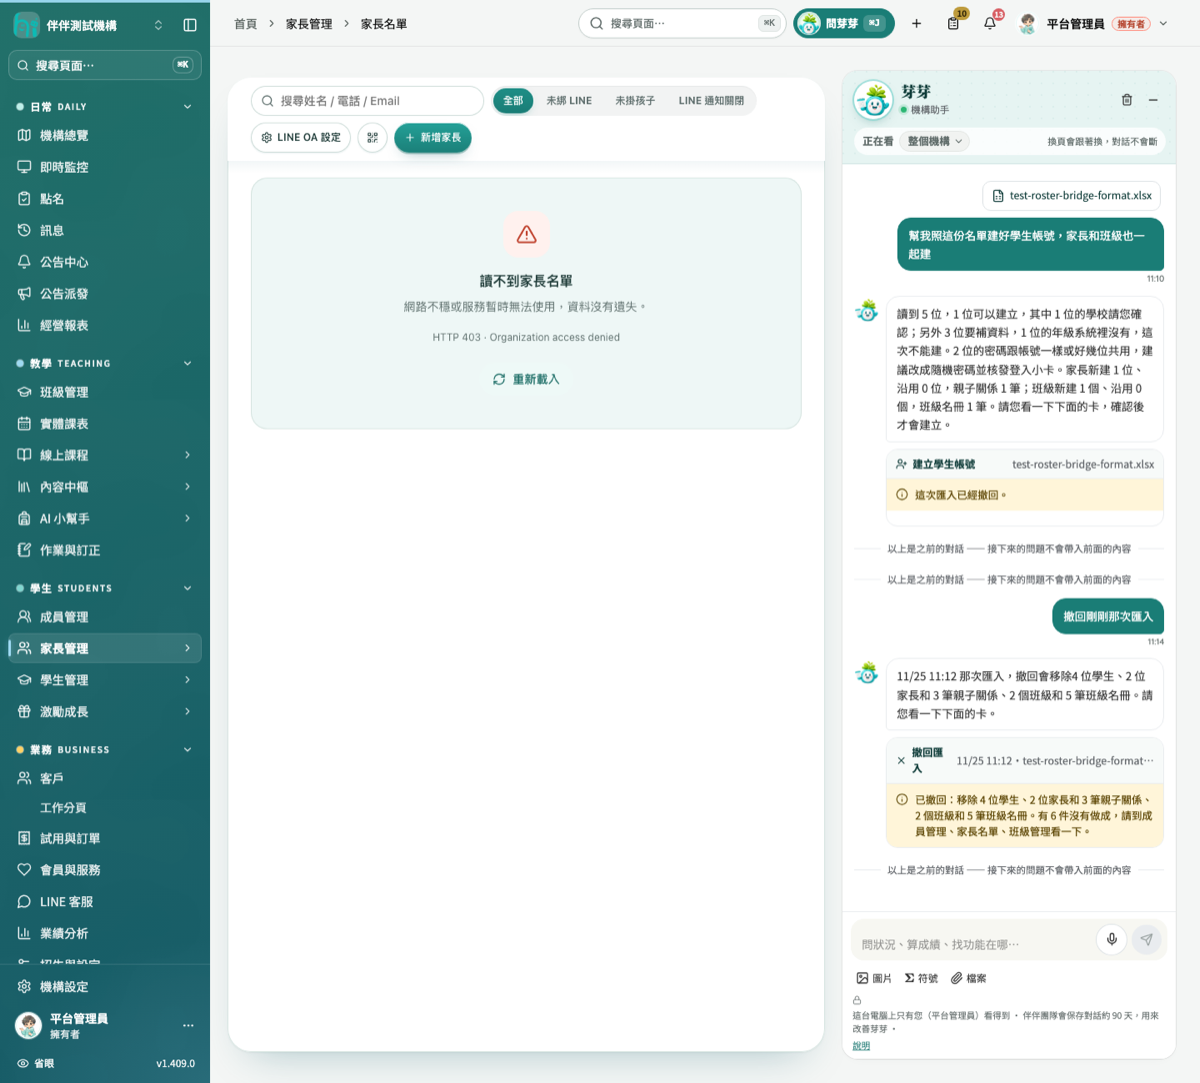 伴伴測試機構
搜尋頁面… ⌘K
日常 DAILY
機構總覽
即時監控
點名
訊息
公告中心
公告派發
經營報表
教學 TEACHING
班級管理
實體課表
線上課程
內容中樞
AI 小幫手
作業與訂正
學生 STUDENTS
成員管理
家長管理
學生管理
激勵成長
業務 BUSINESS
客戶
工作分頁
試用與訂單
會員與服務
LINE 客服
業績分析
招生與設定
機構設定
平台管理員
擁有者
省眼 v1.409.0
首頁 > 家長管理 > 家長名單
搜尋頁面… ⌘K
問芽芽 ⌘J
10
13
平台管理員 擁有者
搜尋姓名 / 電話 / Email
全部 未綁 LINE 未掛孩子 LINE 通知關閉
LINE OA 設定
+ 新增家長
讀不到家長名單
網路不穩或服務暫時無法使用，資料沒有遺失。
HTTP 403 · Organization access denied
重新載入
芽芽
機構助手
正在看 整個機構 換頁會跟著換，對話不會斷
test-roster-bridge-format.xlsx
幫我照這份名單建好學生帳號，家長和班級也一
起建
11:10
讀到 5 位，1 位可以建立，其中 1 位的學校請您確
認；另外 3 位要補資料，1 位的年級系統裡沒有，這
次不能建。2 位的密碼跟帳號一樣或好幾位共用，建
議改成隨機密碼並核發登入小卡。家長新建 1 位、
沿用 0 位，親子關係 1 筆；班級新建 1 個、沿用 0
個，班級名冊 1 筆。請您看一下下面的卡，確認後
才會建立。
建立學生帳號 test-roster-bridge-format.xlsx
這次匯入已經撤回。
以上是之前的對話 —— 接下來的問題不會帶入前面的內容
以上是之前的對話 —— 接下來的問題不會帶入前面的內容
撤回剛剛那次匯入
11:14
11/25 11:12 那次匯入，撤回會移除4 位學生、2 位
家長和 3 筆親子關係、2 個班級和 5 筆班級名冊。請
您看一下下面的卡。
撤回匯
入
11/25 11:12・test-roster-bridge-format…
已撤回：移除 4 位學生、2 位家長和 3 筆親子關係、
2 個班級和 5 筆班級名冊。有 6 件沒有做成，請到成
員管理、家長名單、班級管理看一下。
以上是之前的對話 —— 接下來的問題不會帶入前面的內容
問狀況、算成績、找功能在哪…
圖片 符號 檔案
這台電腦上只有您（平台管理員）看得到 ・ 伴伴團隊會保存對話約 90 天，用來
改善芽芽 ・
說明